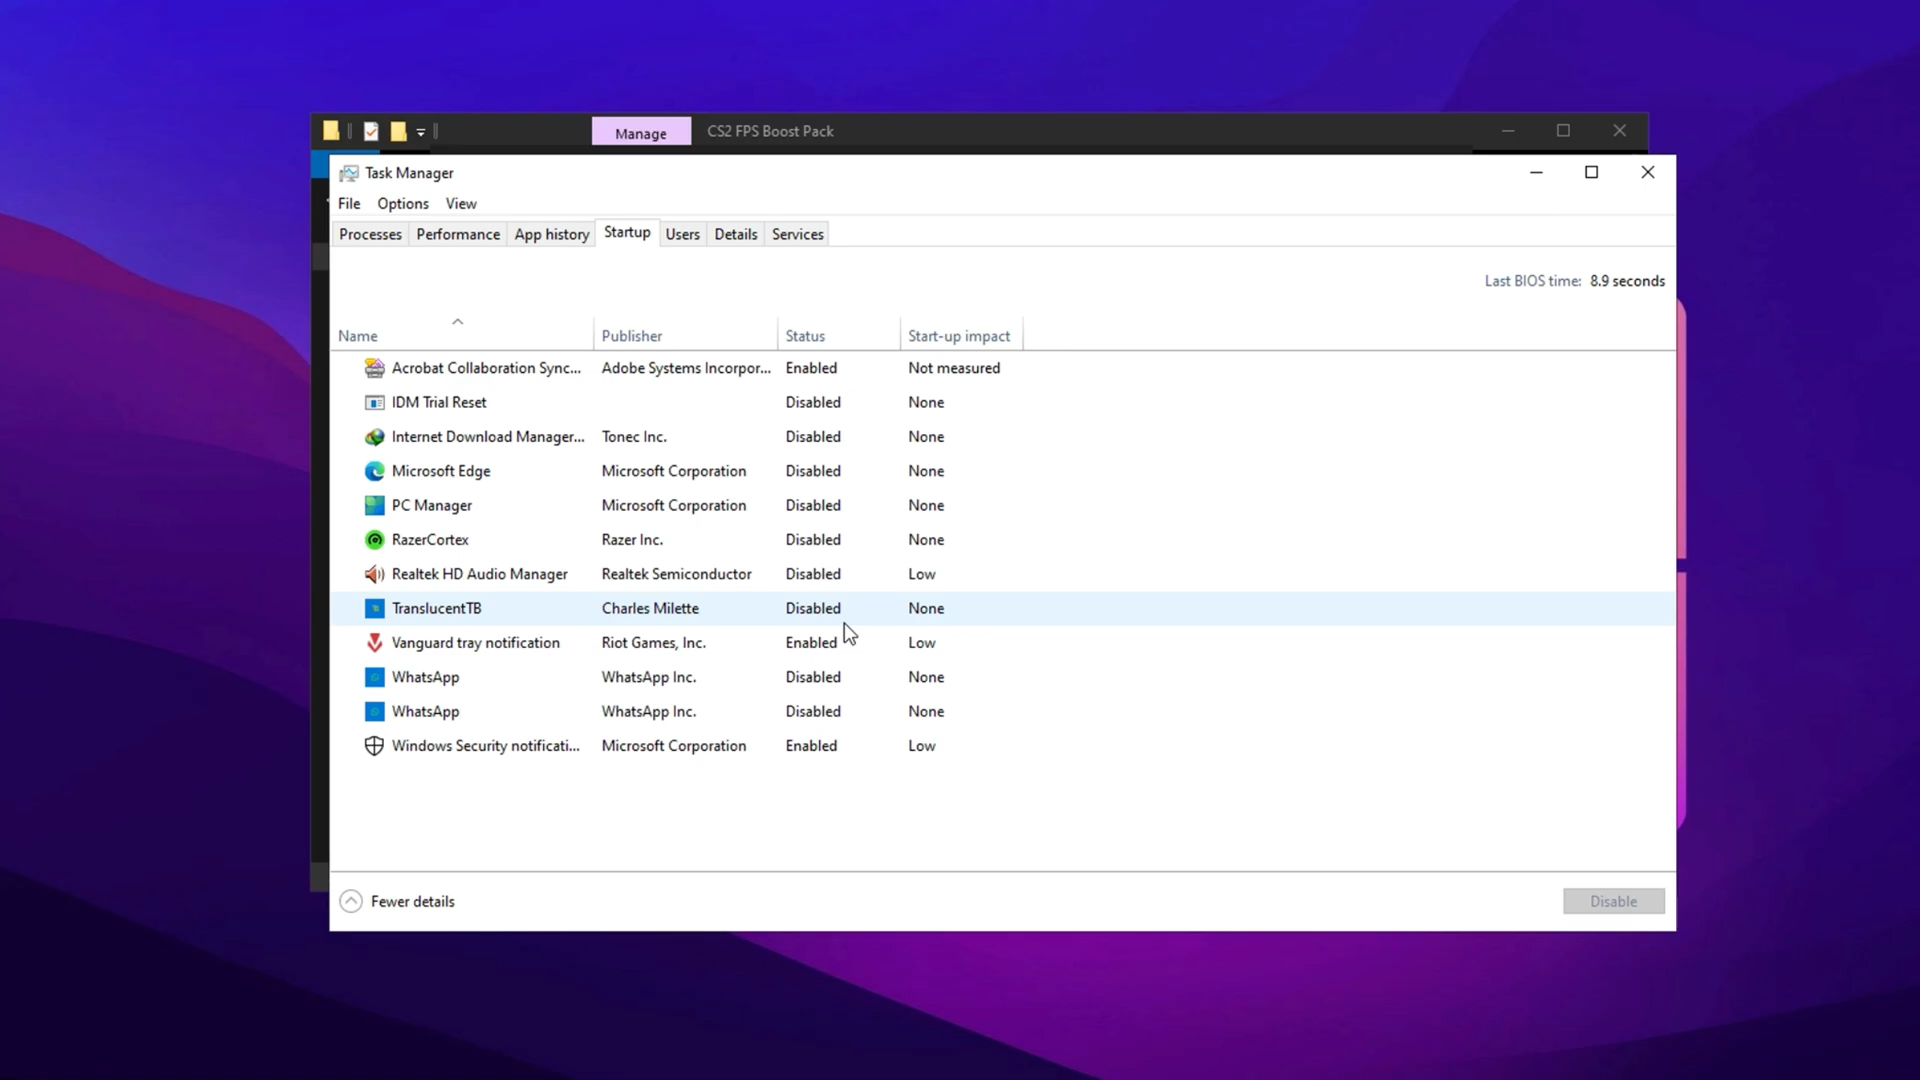 Manage CS2 FPS Boost Pack
Task Manager
File Options View
Processes Performance App history Startup Users Details Services
Last BIOS time: 8.9 seconds
Name Publisher Status Start-up impact
Acrobat Collaboration Sync... Adobe Systems Incorpor... Enabled Not measured
IDM Trial Reset Disabled None
Internet Download Manager... Tonec Inc. Disabled None
Microsoft Edge Microsoft Corporation Disabled None
PC Manager Microsoft Corporation Disabled None
RazerCortex Razer Inc. Disabled None
Realtek HD Audio Manager Realtek Semiconductor Disabled Low
TranslucentTB Charles Milette Disabled None
Vanguard tray notification Riot Games, Inc. Enabled Low
WhatsApp WhatsApp Inc. Disabled None
WhatsApp WhatsApp Inc. Disabled None
Windows Security notificati... Microsoft Corporation Enabled Low
Fewer details Disable